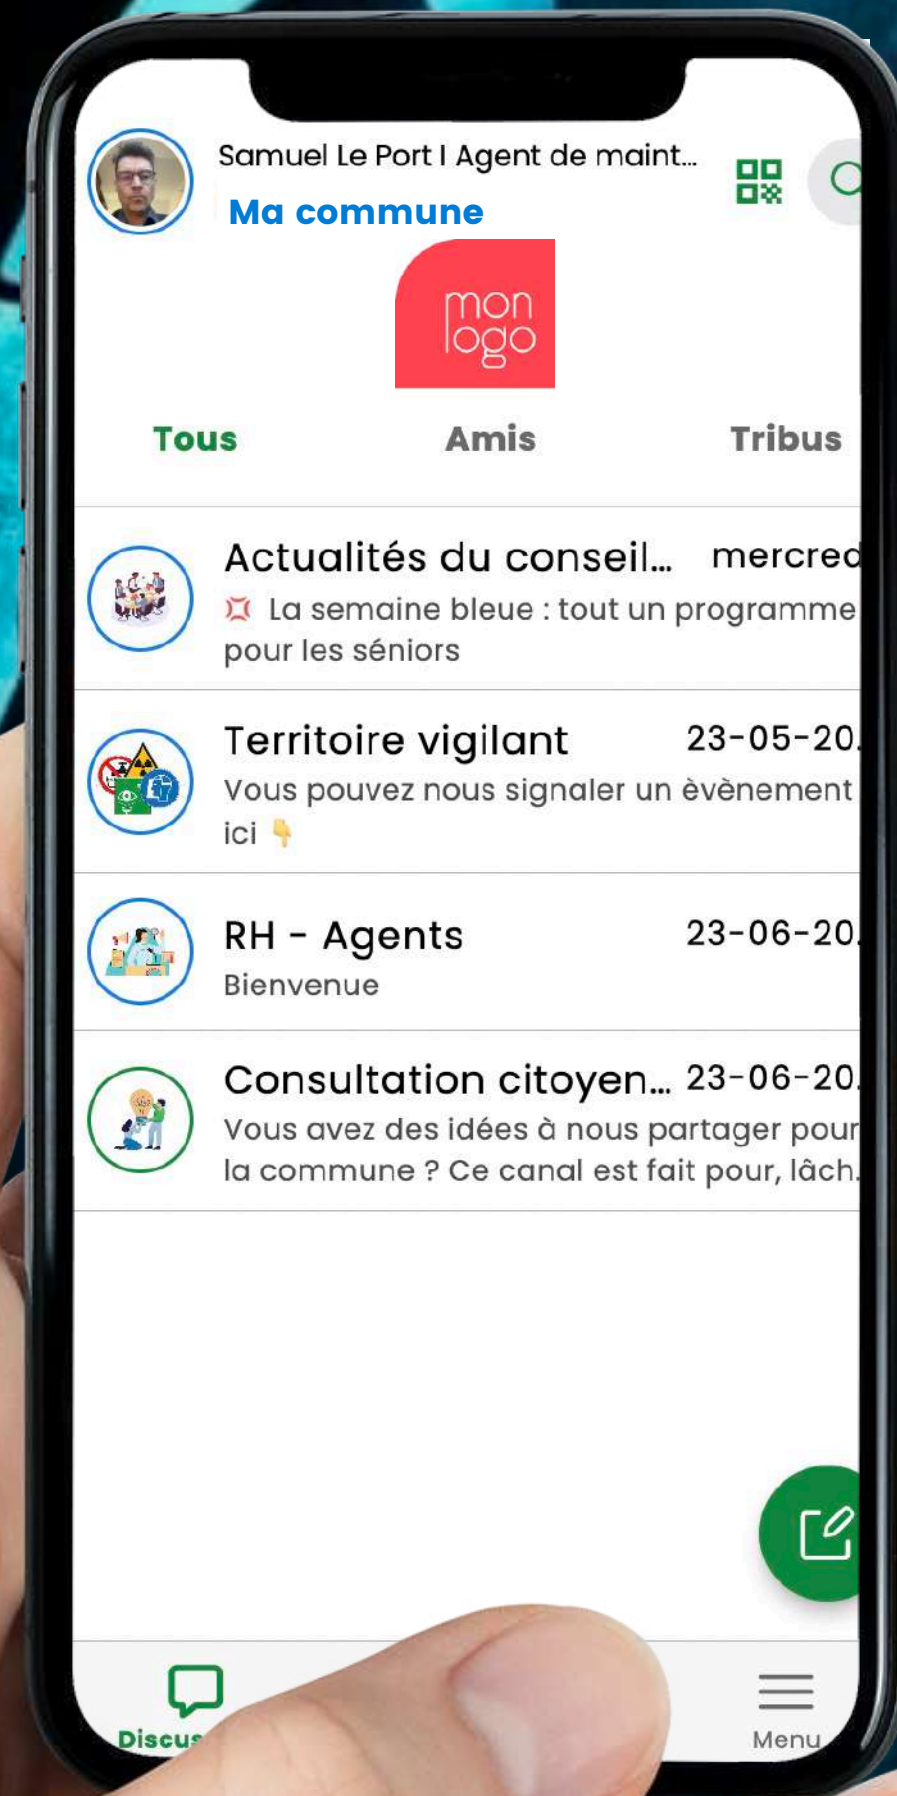 Samuel Le Port I Agent de maint...
Ma commune
mon
logo
Tous Amis Tribus
Actualités du conseil... mercred
💢 La semaine bleue : tout un programme
pour les séniors
Territoire vigilant 23-05-20.
Vous pouvez nous signaler un èvènement
ici 👇
RH - Agents 23-06-20.
Bienvenue
Consultation citoyen... 23-06-20.
Vous avez des idées à nous partager pour
la commune ? Ce canal est fait pour, lâch.
Discus
Menu